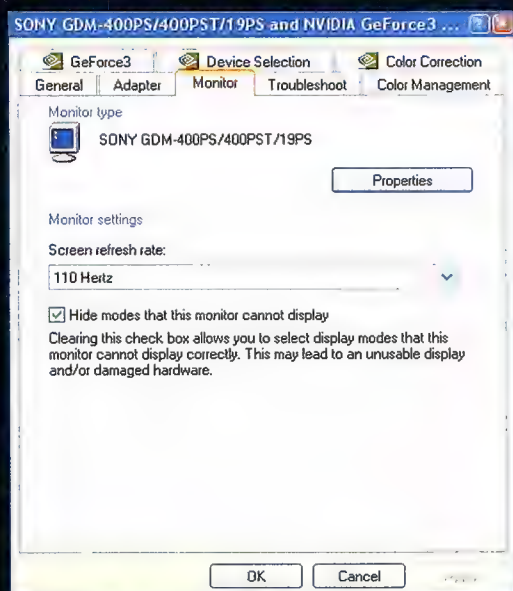 SONY GDM-400PS/400PST/19PS and NVIDIA GeForce3 ...
GeForce3 Device Selection Color Correction
General Adapter Monitor Troubleshoot Color Management
Monitor type
SONY GDM-400PS/400PST/19PS
Properties
Monitor settings
Screen refresh rate:
110 Hertz
Hide modes that this monitor cannot display
Clearing this check box allows you to select display modes that this
monitor cannot display correctly. This may lead to an unusable display
and/or damaged hardware.
OK Cancel